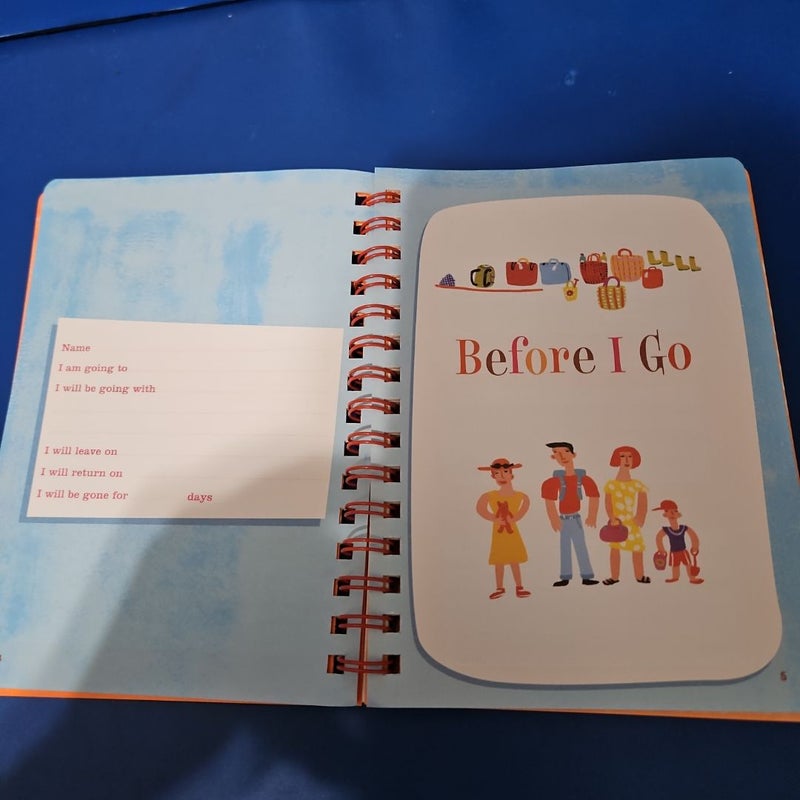 Name
I am going to
I will be going with
I will leave on
I will return on
I will be gone for days
Before I Go
5